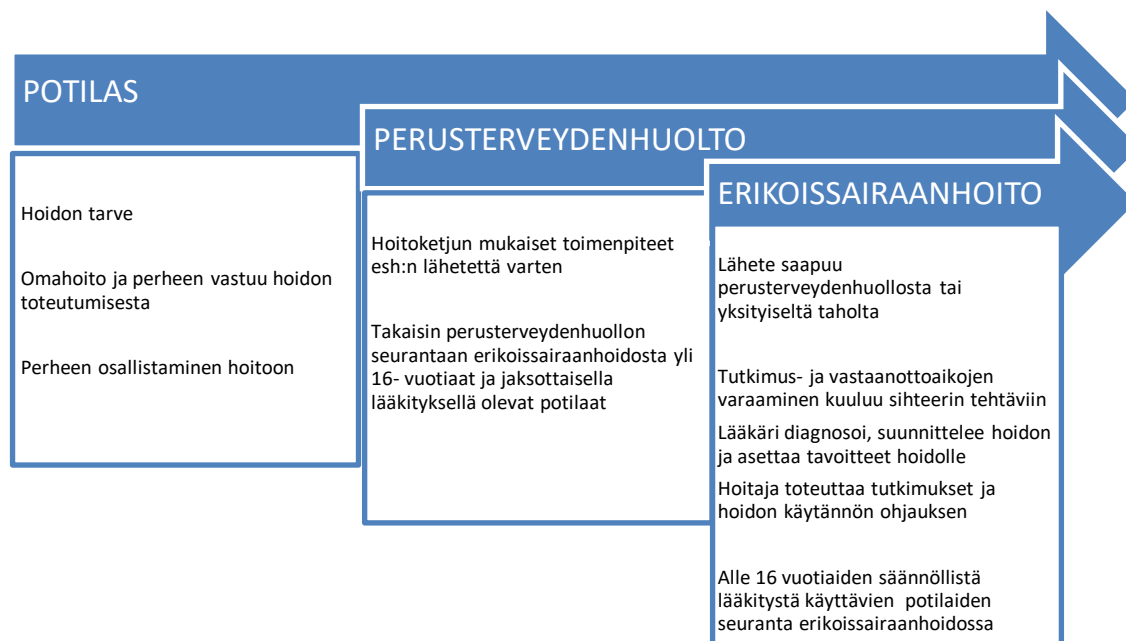 POTILAS
Hoidon tarve
Omahoito ja perheen vastuu hoidon
toteutumisesta
Perheen osallistaminen hoitoon
PERUSTERVEYDENHUOLTO
Hoitoketjun mukaiset toimenpiteet
esh:n lähetettä varten
Takaisin perusterveydenhuollon
seurantaan erikoissairaanhoidosta yli
16- vuotiaat ja jaksottaisella
lääkityksellä olevat potilaat
ERIKOISSAIRAANHOITO
Lähete saapuu
perusterveydenhuollosta tai
yksityiseltä taholta
Tutkimus- ja vastaanottoaikojen
varaaminen kuuluu sihteerin tehtäviin
Lääkäri diagnosoi, suunnittelee hoidon
ja asettaa tavoitteet hoidolle
Hoitaja toteuttaa tutkimukset ja
hoidon käytännön ohjauksen
Alle 16 vuotiaiden säännöllistä
lääkitystä käyttävien potilaiden
seuranta erikoissairaanhoidossa